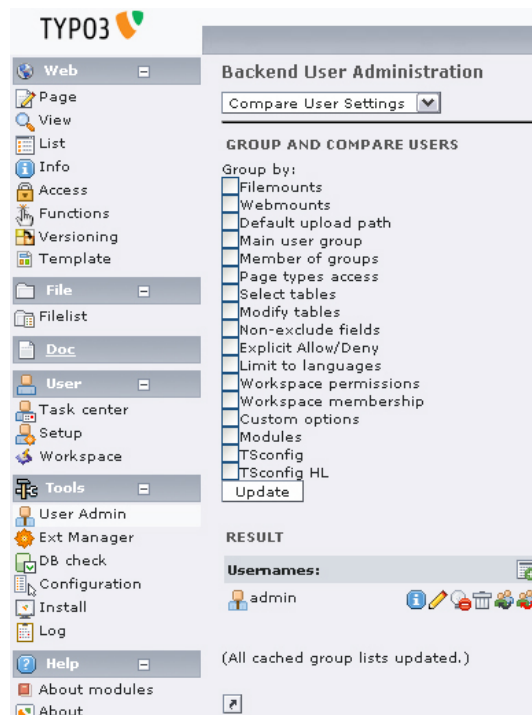 TYPO3
Web
Page
View
List
Info
Access
Functions
Versioning
Template
File
Filelist
Doc
User
Task center
Setup
Workspace
Tools
User Admin
Ext Manager
DB check
Configuration
Install
Log
Help
About modules
About
Backend User Administration
Compare User Settings
GROUP AND COMPARE USERS
Group by:
Filemounts
Webmounts
Default upload path
Main user group
Member of groups
Page types access
Select tables
Modify tables
Non-exclude fields
Explicit Allow/Deny
Limit to languages
Workspace permissions
Workspace membership
Custom options
Modules
TSconfig
TSconfig HL
Update
RESULT
Usernames:
admin
(All cached group lists updated.)